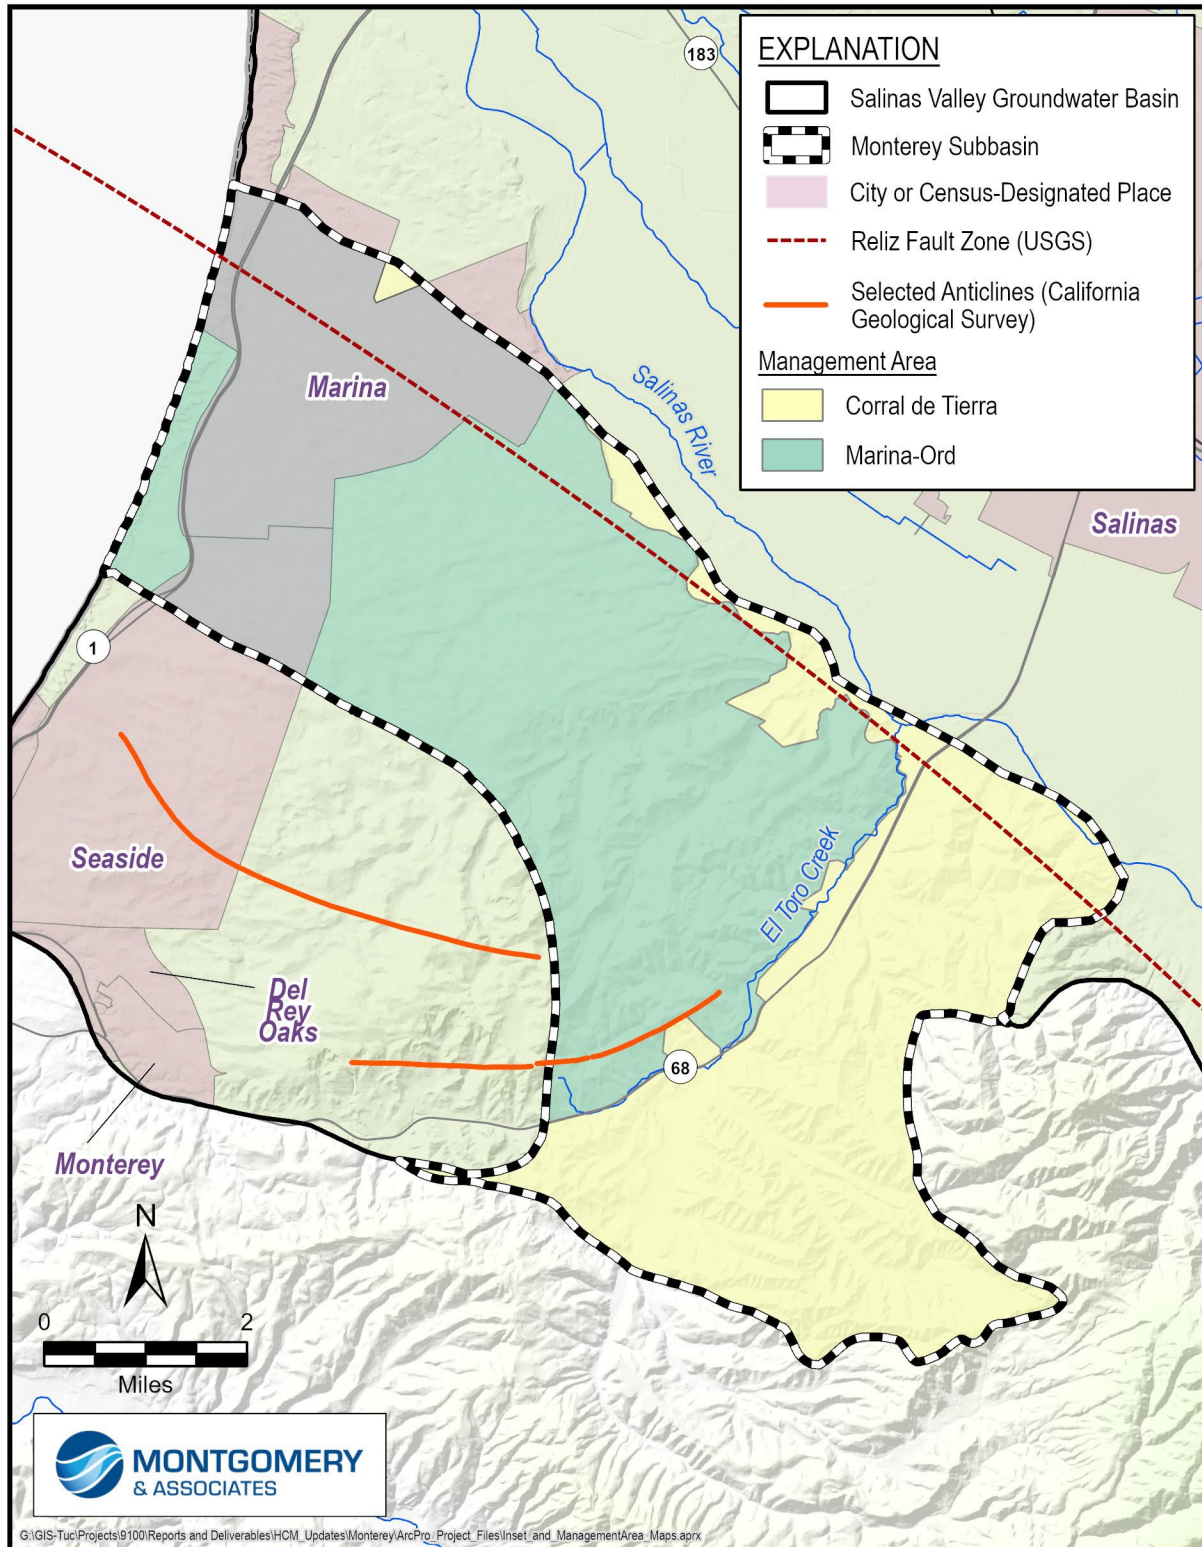 183
EXPLANATION
Salinas Valley Groundwater Basin
Monterey Subbasin
City or Census-Designated Place
Reliz Fault Zone (USGS)
Selected Anticlines (California
Geological Survey)
Management Area
Corral de Tierra
Marina-Ord
Marina
Salinas River
Salinas
1
Seaside
El Toro Creek
Del
Rey
Oaks
68
Monterey
N
0 2
Miles
MONTGOMERY
& ASSOCIATES
G:\GIS-Tuc\Projects\9100\Reports and Deliverables\HCM_Updates\Monterey\ArcPro_Project_Files\Inset_and_ManagementArea_Maps.aprx